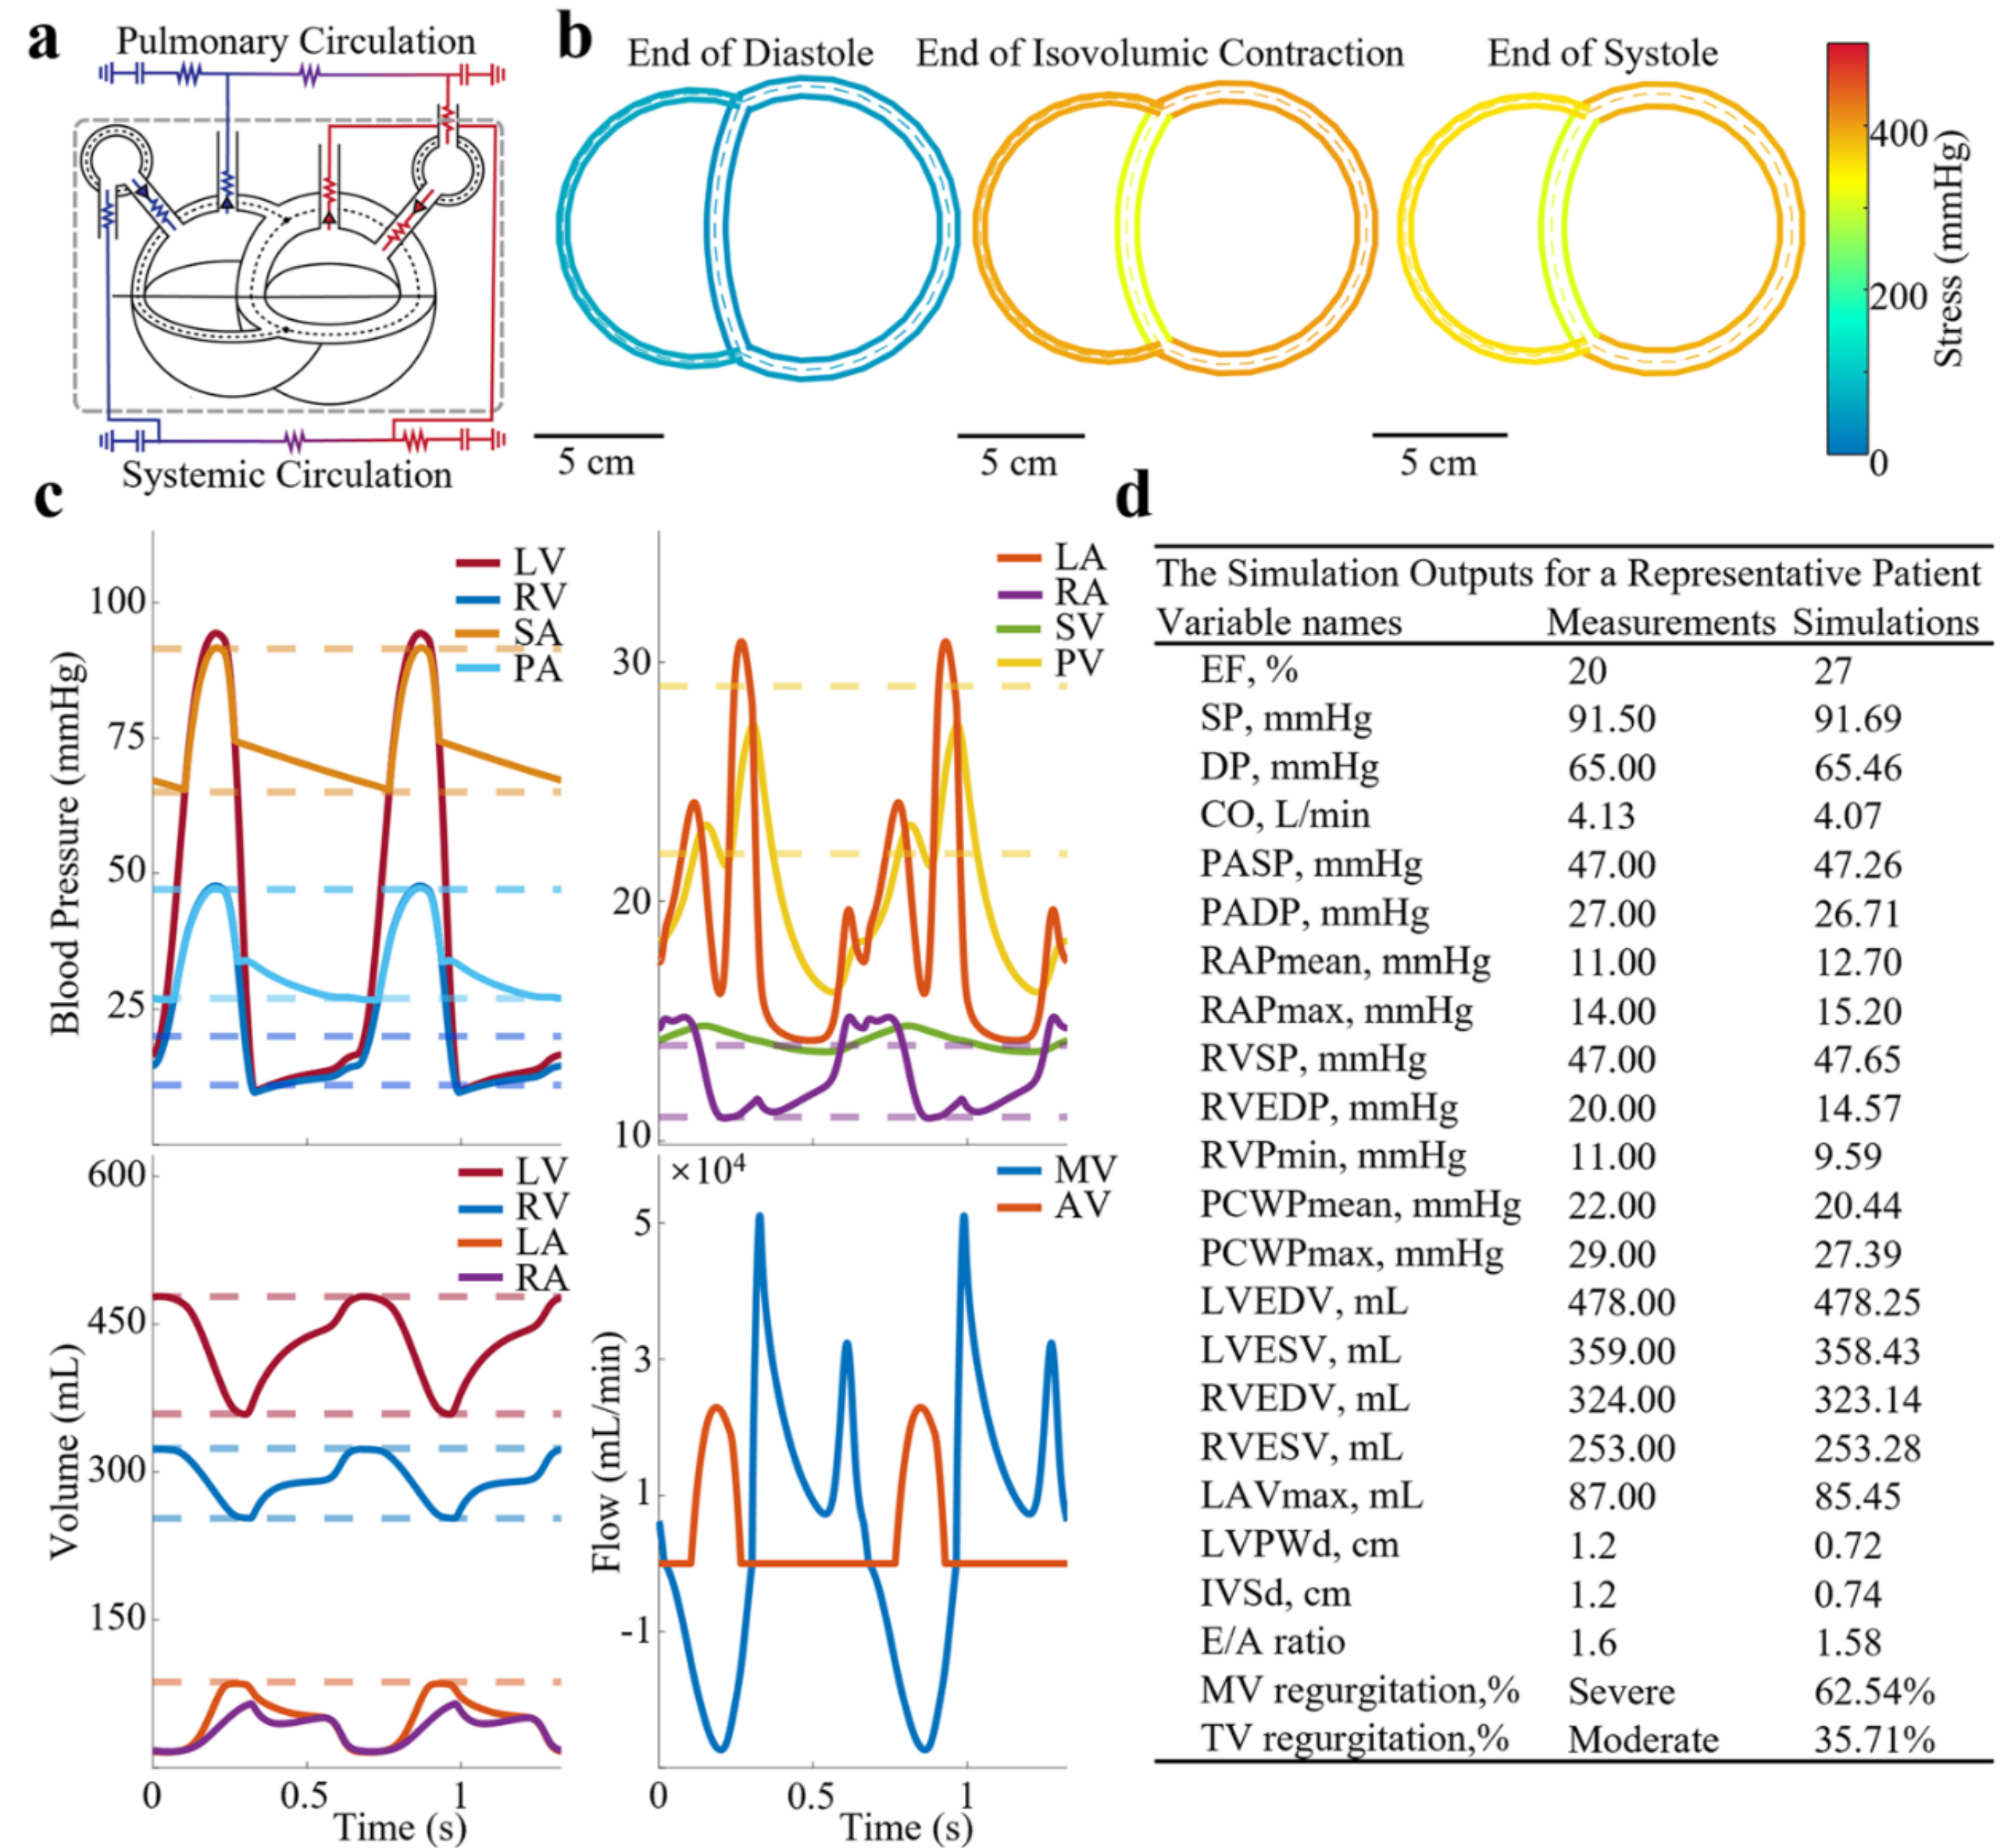 a
Pulmonary Circulation
Systemic Circulation
b
End of Diastole
End of Isovolumic Contraction
End of Systole
5 cm
5 cm
5 cm
400
200
0
Stress (mmHg)
c
Blood Pressure (mmHg)
100
75
50
25
LV
RV
SA
PA
30
20
10
LA
RA
SV
PV
Volume (mL)
600
450
300
150
LV
RV
LA
RA
0 0.5 1
Time (s)
Flow (mL/min)
×10⁴
5
3
1
-1
MV
AV
0 0.5 1
Time (s)
d
The Simulation Outputs for a Representative Patient
Variable names Measurements Simulations
EF, % 20 27
SP, mmHg 91.50 91.69
DP, mmHg 65.00 65.46
CO, L/min 4.13 4.07
PASP, mmHg 47.00 47.26
PADP, mmHg 27.00 26.71
RAPmean, mmHg 11.00 12.70
RAPmax, mmHg 14.00 15.20
RVSP, mmHg 47.00 47.65
RVEDP, mmHg 20.00 14.57
RVPmin, mmHg 11.00 9.59
PCWPmean, mmHg 22.00 20.44
PCWPmax, mmHg 29.00 27.39
LVEDV, mL 478.00 478.25
LVESV, mL 359.00 358.43
RVEDV, mL 324.00 323.14
RVESV, mL 253.00 253.28
LAVmax, mL 87.00 85.45
LVPWd, cm 1.2 0.72
IVSd, cm 1.2 0.74
E/A ratio 1.6 1.58
MV regurgitation,% Severe 62.54%
TV regurgitation,% Moderate 35.71%